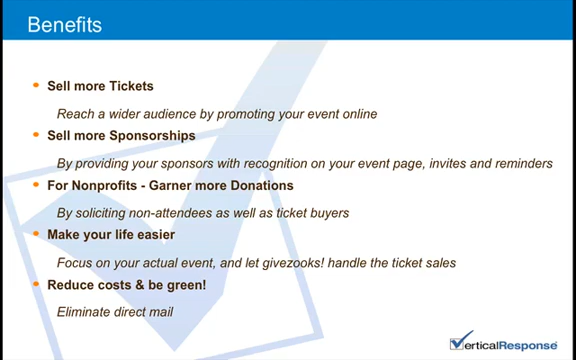 Benefits
Sell more Tickets
Reach a wider audience by promoting your event online
Sell more Sponsorships
By providing your sponsors with recognition on your event page, invites and reminders
For Nonprofits - Garner more Donations
By soliciting non-attendees as well as ticket buyers
Make your life easier
Focus on your actual event, and let givezooks! handle the ticket sales
Reduce costs & be green!
Eliminate direct mail
VerticalResponse